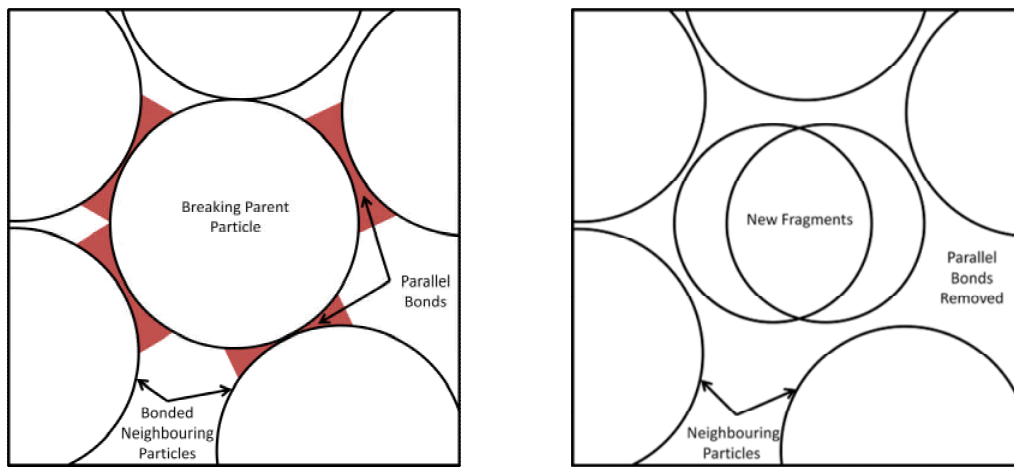 Breaking Parent
Particle
Parallel
Bonds
Bonded
Neighbouring
Particles
New Fragments
Parallel
Bonds
Removed
Neighbouring
Particles